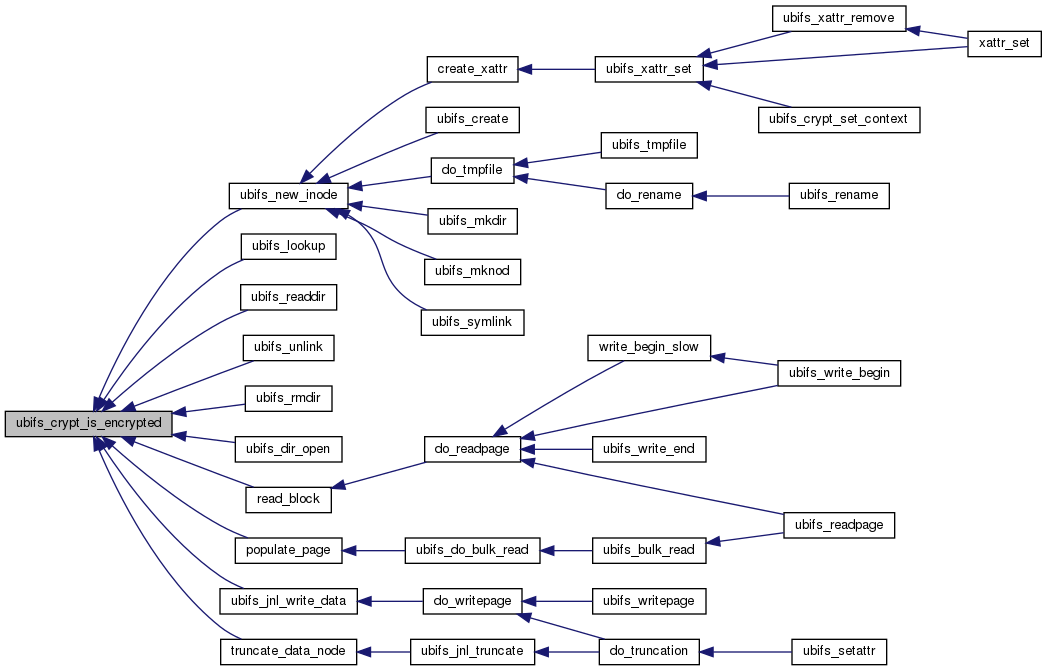 ubifs_xattr_remove
xattr_set
create_xattr
ubifs_xattr_set
ubifs_create
ubifs_crypt_set_context
ubifs_tmpfile
do_tmpfile
ubifs_new_inode
do_rename
ubifs_rename
ubifs_mkdir
ubifs_lookup
ubifs_mknod
ubifs_readdir
ubifs_symlink
ubifs_unlink
write_begin_slow
ubifs_write_begin
ubifs_rmdir
ubifs_crypt_is_encrypted
ubifs_dir_open
do_readpage
ubifs_write_end
read_block
ubifs_readpage
populate_page
ubifs_do_bulk_read
ubifs_bulk_read
ubifs_jnl_write_data
do_writepage
ubifs_writepage
truncate_data_node
ubifs_jnl_truncate
do_truncation
ubifs_setattr